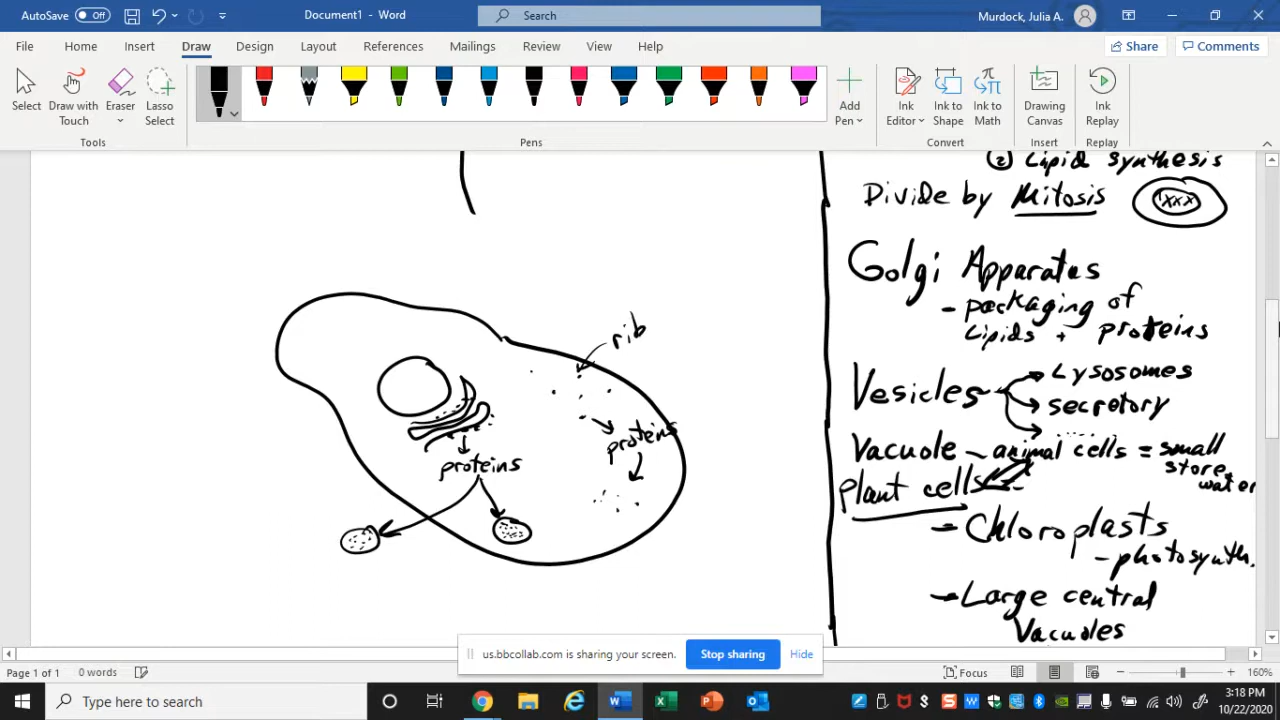 AutoSave Off
Document1 - Word
Search
Murdock, Julia A.
File Home Insert Draw Design Layout References Mailings Review View Help
Share Comments
Select
Draw with Touch
Eraser
Lasso Select
Add Pen
Ink Editor
Ink to Shape
Ink to Math
Drawing Canvas
Ink Replay
Tools Pens Convert Insert Replay
rib
proteins
proteins
② Lipid synthesis
Divide by Mitosis
xxx
Golgi Apparatus
- packaging of
Lipids + proteins
Vesicles
Lysosomes
secretory
Vacuole - animal cells = small
store
water
plant cells
- Chloroplasts
- photosynth.
- Large central
Vacuoles
us.bbcollab.com is sharing your screen.
Stop sharing
Hide
Page 1 of 1 0 words
Focus
160%
Type here to search
3:18 PM
10/22/2020